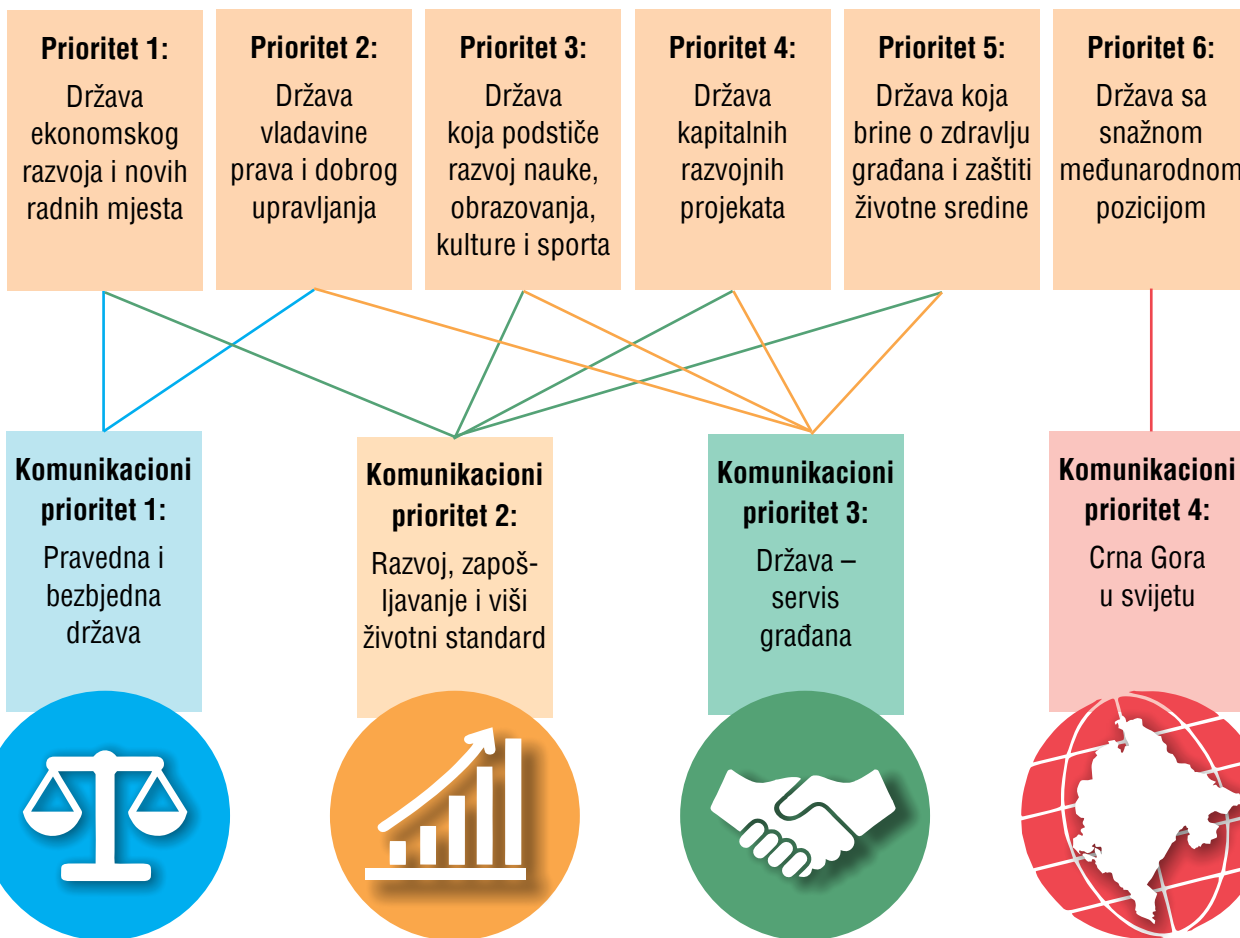 Prioritet 1:
Država
ekonomskog
razvoja i novih
radnih mjesta
Prioritet 2:
Država
vladavine
prava i dobrog
upravljanja
Prioritet 3:
Država
koja podstiče
razvoj nauke,
obrazovanja,
kulture i sporta
Prioritet 4:
Država
kapitalnih
razvojnih
projekata
Prioritet 5:
Država koja
brine o zdravlju
građana i zaštiti
životne sredine
Prioritet 6:
Država sa
snažnom
međunarodnom
pozicijom
Komunikacioni
prioritet 1:
Pravedna i
bezbjedna
država
Komunikacioni
prioritet 2:
Razvoj, zapoš-
ljavanje i viši
životni standard
Komunikacioni
prioritet 3:
Država –
servis
građana
Komunikacioni
prioritet 4:
Crna Gora
u svijetu